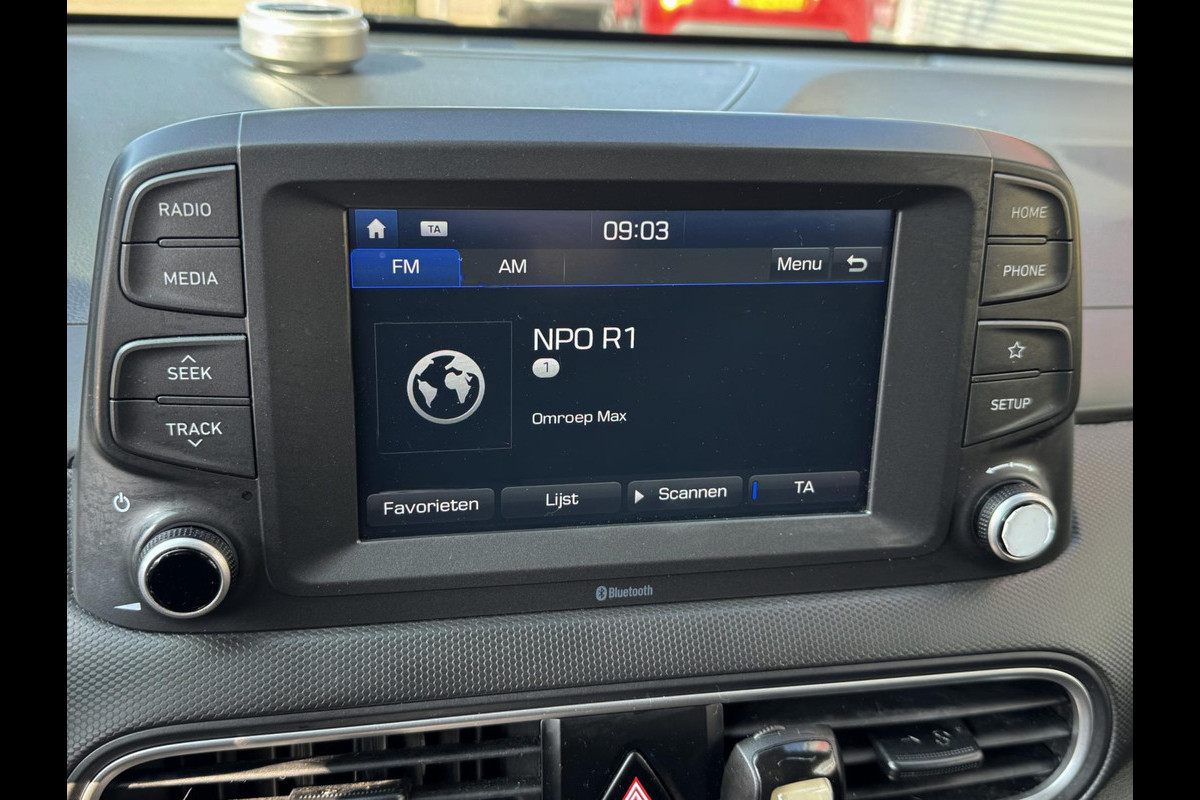 RADIO
MEDIA
SEEK
TRACK
TA
09:03
FM
AM
Menu
NPO R1
1
Omroep Max
Favorieten
Lijst
Scannen
TA
HOME
PHONE
SETUP
Bluetooth